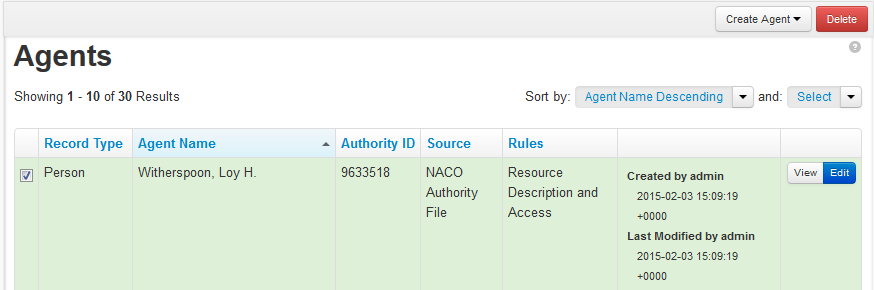 Create Agent Delete
Agents
?
Showing 1 - 10 of 30 Results Sort by: Agent Name Descending and: Select
Record Type Agent Name Authority ID Source Rules
Person Witherspoon, Loy H. 9633518 NACO Resource Created by admin View Edit
Authority Description and 2015-02-03 15:09:19
File Access +0000
Last Modified by admin
2015-02-03 15:09:19
+0000